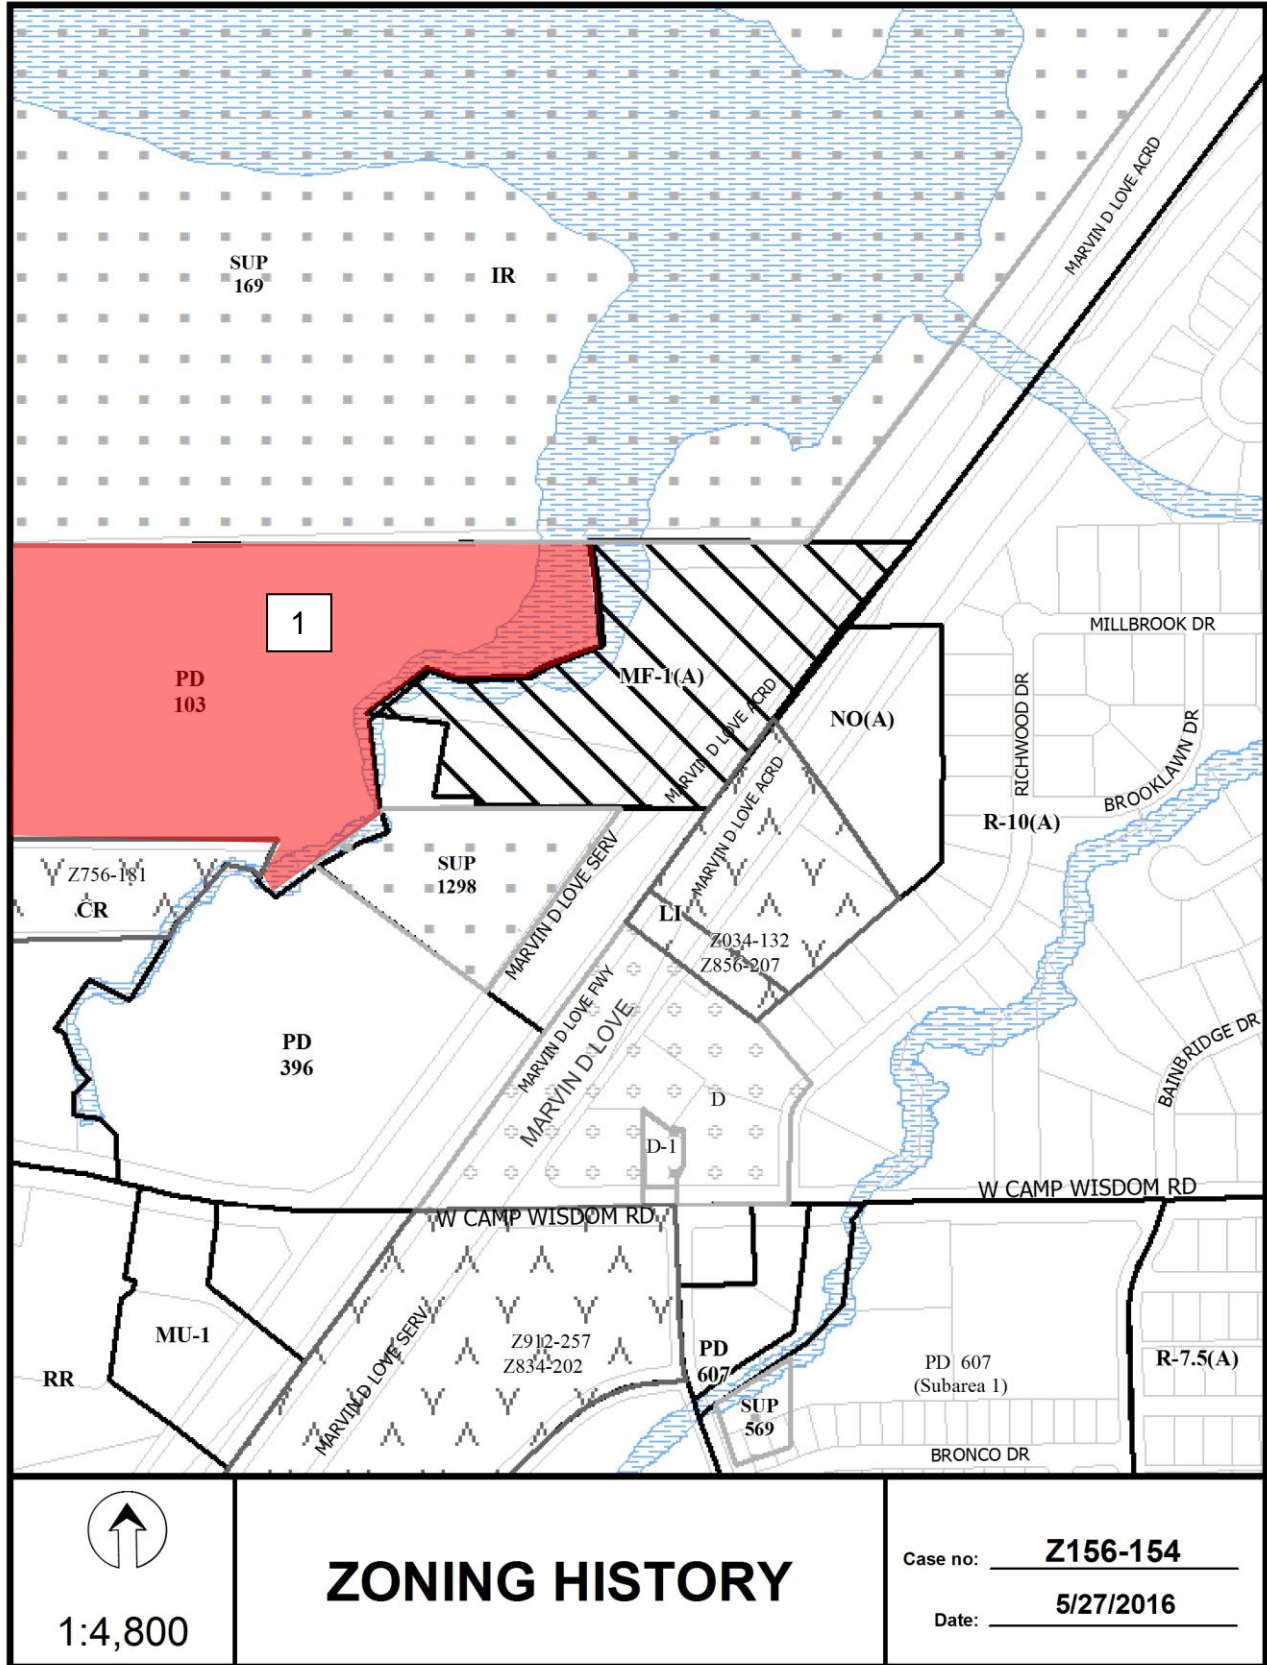 MARVIN D LOVE ACRD
SUP
169
IR
1
MILLBROOK DR
PD
103
MF-1(A)
MARVIN D LOVE ACRD
NO(A)
RICHWOOD DR
BROOKLAWN DR
MARVIN D LOVE ACRD
R-10(A)
Z756-181
CR
SUP
1298
MARVIN D LOVE SERV
LI
Z034-132
Z856-207
MARVIN D LOVE FWY
MARVIN D LOVE
PD
396
BAINBRIDGE DR
D
D-1
W CAMP WISDOM RD
W CAMP WISDOM RD
MU-1
MARVIN D LOVE SERV
Z912-257
Z834-202
PD
607
PD 607
(Subarea 1)
R-7.5(A)
RR
SUP
569
BRONCO DR
1:4,800
ZONING HISTORY
Case no: Z156-154
Date: 5/27/2016